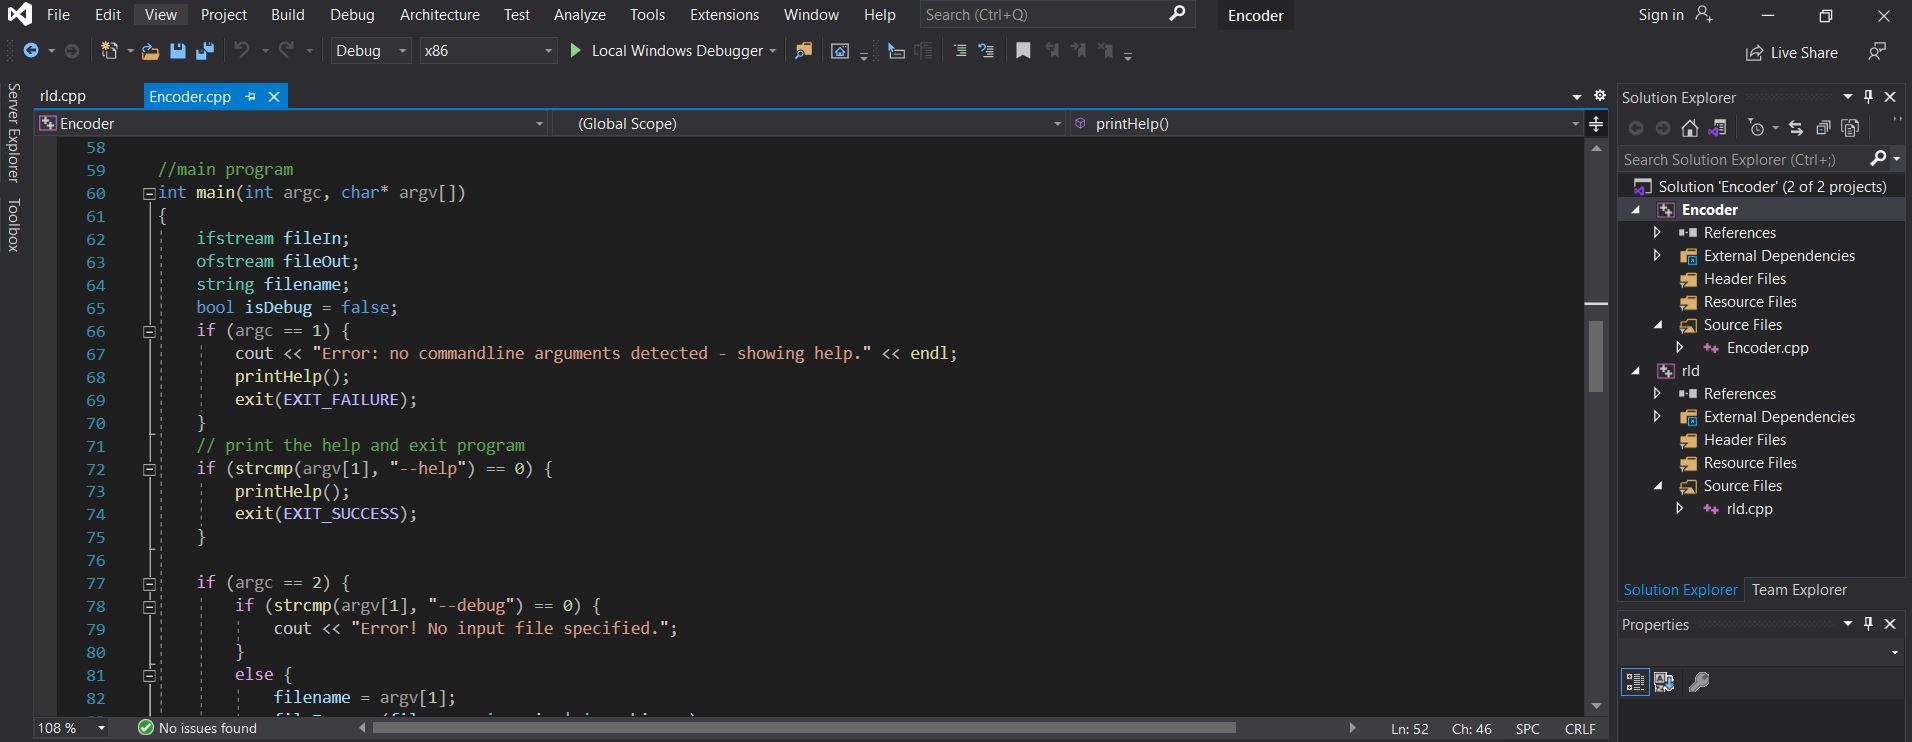 File Edit View Project Build Debug Architecture Test Analyze Tools Extensions Window Help Search (Ctrl+Q) Encoder Sign in
Debug x86 Local Windows Debugger Live Share
Server Explorer
Toolbox
rld.cpp Encoder.cpp
Encoder (Global Scope) printHelp()
58
59 //main program
60 int main(int argc, char* argv[])
61 {
62 ifstream fileIn;
63 ofstream fileOut;
64 string filename;
65 bool isDebug = false;
66 if (argc == 1) {
67 cout << "Error: no commandline arguments detected - showing help." << endl;
68 printHelp();
69 exit(EXIT_FAILURE);
70 }
71 // print the help and exit program
72 if (strcmp(argv[1], "--help") == 0) {
73 printHelp();
74 exit(EXIT_SUCCESS);
75 }
76
77 if (argc == 2) {
78 if (strcmp(argv[1], "--debug") == 0) {
79 cout << "Error! No input file specified.";
80 }
81 else {
82 filename = argv[1];
108 % No issues found Ln: 52 Ch: 46 SPC CRLF
Solution Explorer
Search Solution Explorer (Ctrl+;)
Solution 'Encoder' (2 of 2 projects)
Encoder
References
External Dependencies
Header Files
Resource Files
Source Files
Encoder.cpp
rld
References
External Dependencies
Header Files
Resource Files
Source Files
rld.cpp
Solution Explorer Team Explorer
Properties